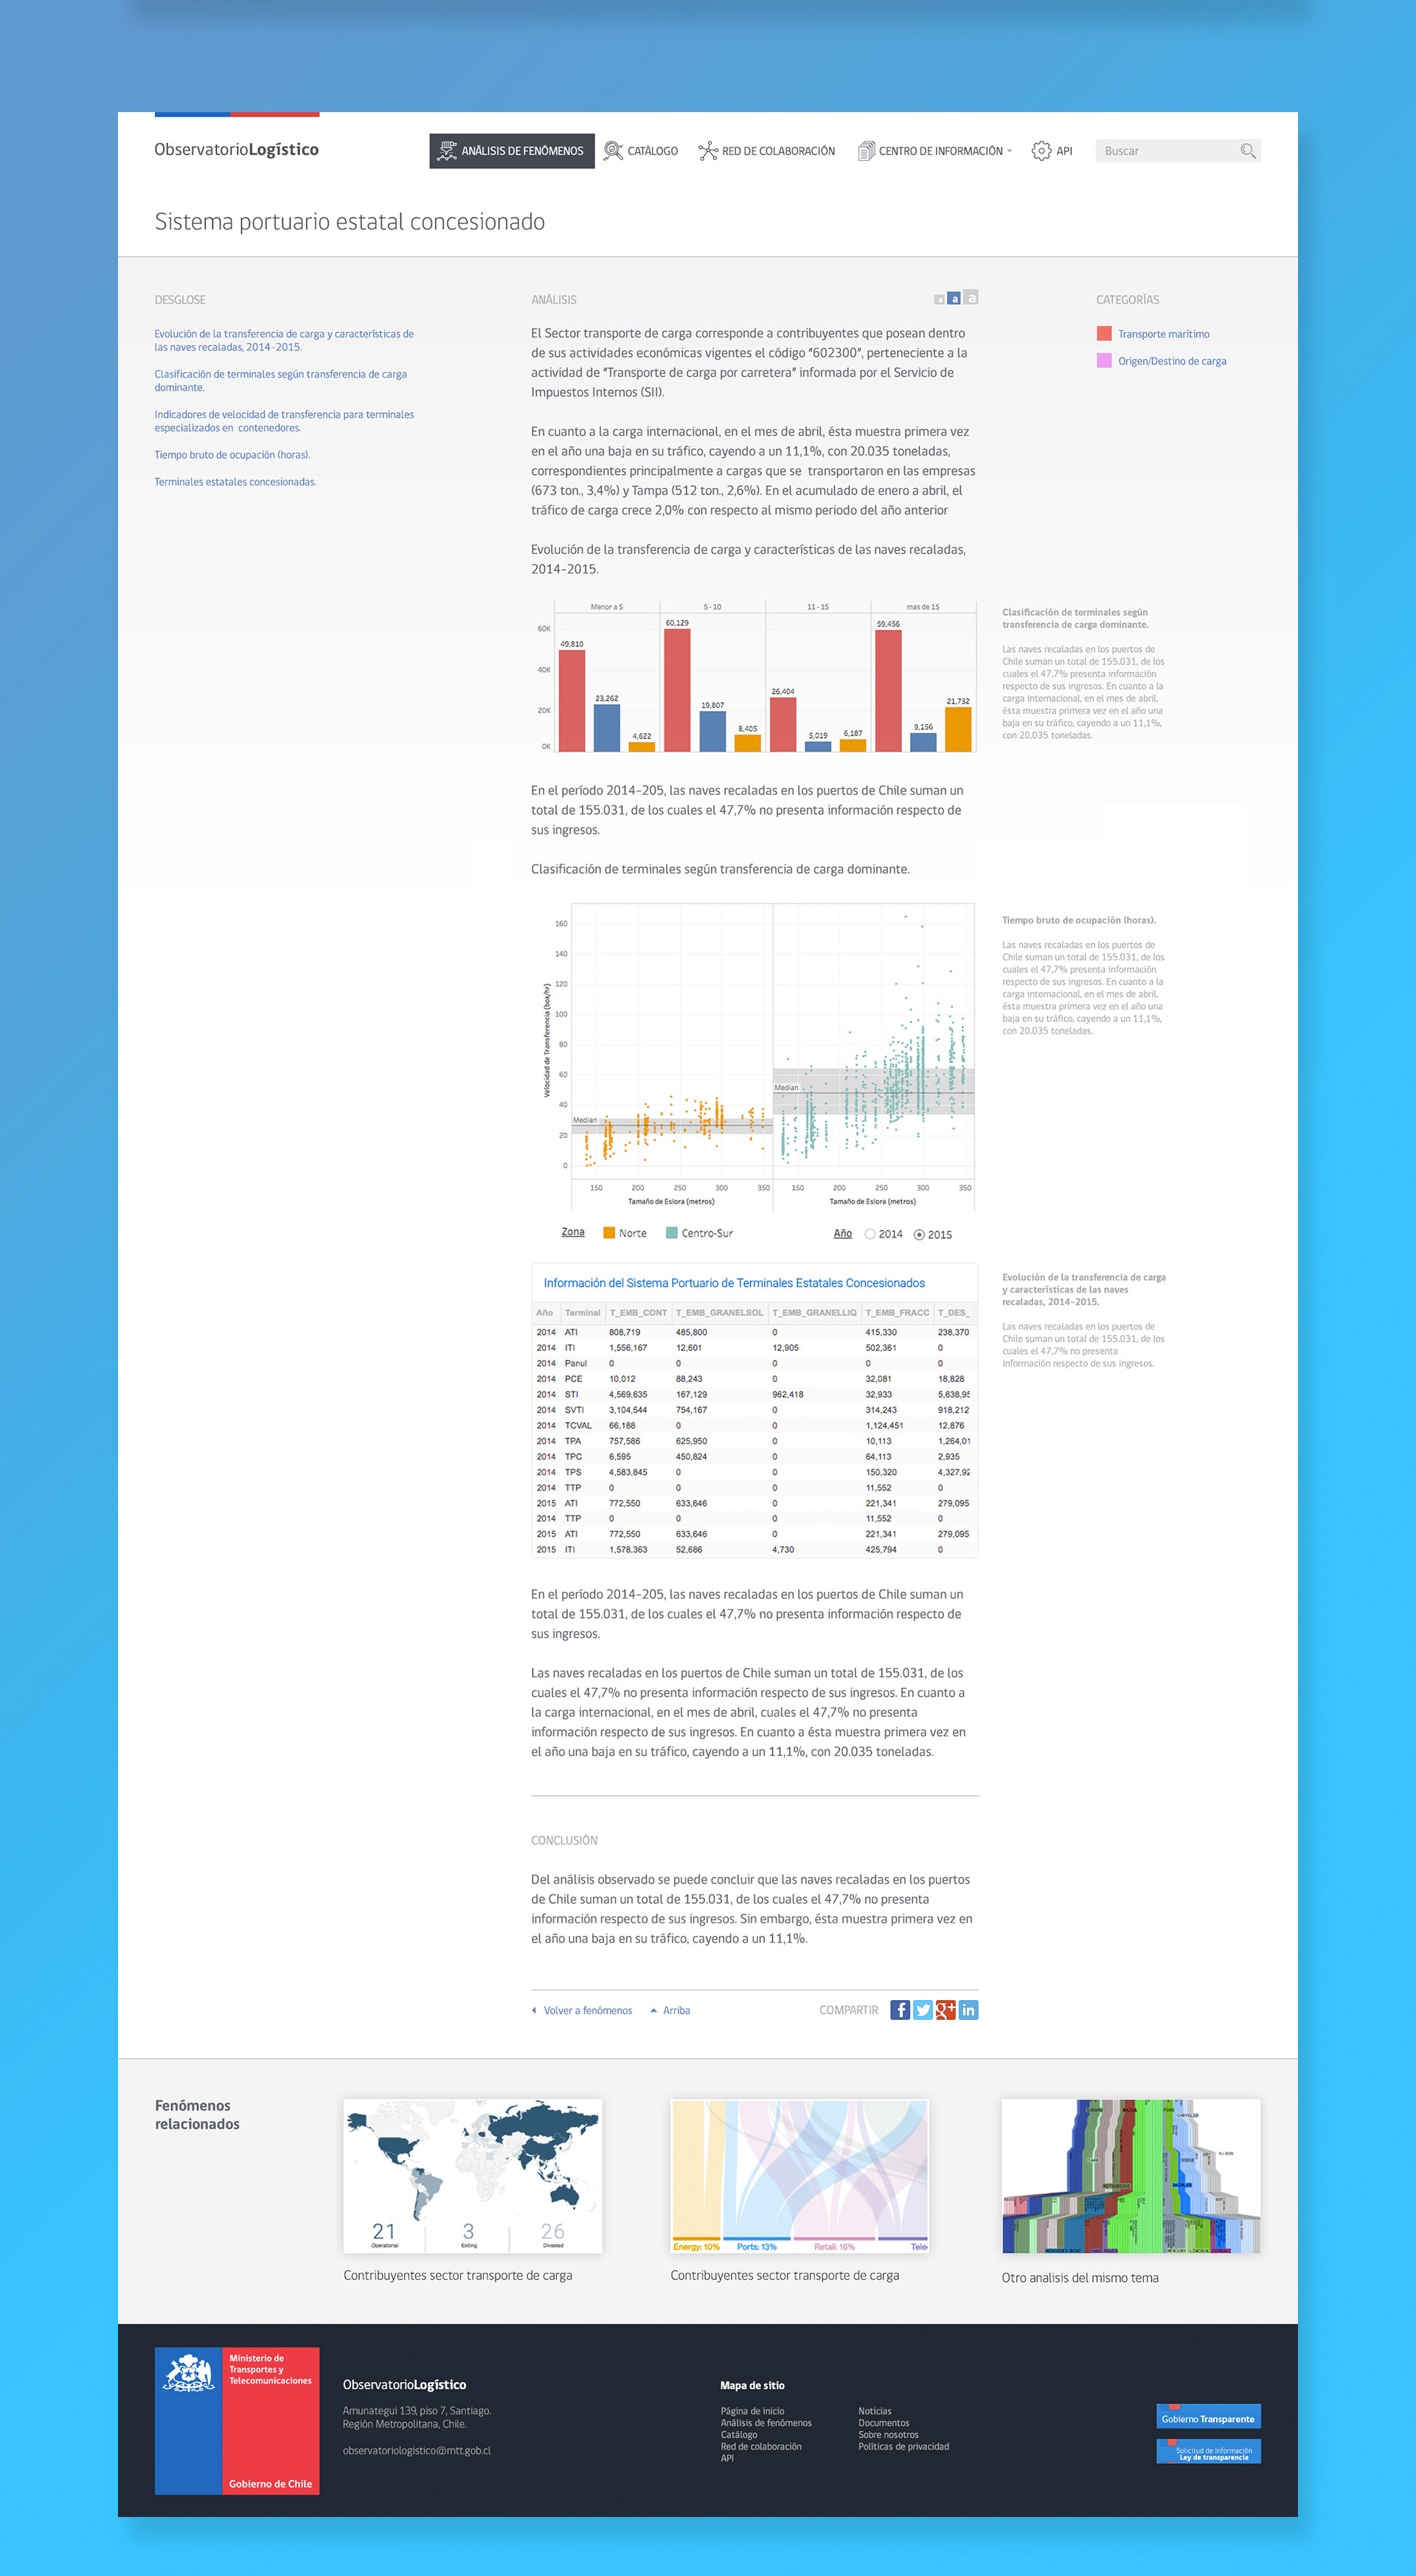 ObservatorioLogístico
ANÁLISIS DE FENÓMENOS
CATÁLOGO
RED DE COLABORACIÓN
CENTRO DE INFORMACIÓN
API
Buscar
Sistema portuario estatal concesionado
DESGLOSE
Evolución de la transferencia de carga y características de
las naves recaladas, 2014-2015.
Clasificación de terminales según transferencia de carga
dominante.
Indicadores de velocidad de transferencia para terminales
especializados en contenedores.
Tiempo bruto de ocupación (horas).
Terminales estatales concesionadas.
ANÁLISIS
a a a
El Sector transporte de carga corresponde a contribuyentes que posean dentro
de sus actividades económicas vigentes el código "602300", perteneciente a la
actividad de "Transporte de carga por carretera" informada por el Servicio de
Impuestos Internos (SII).
En cuanto a la carga internacional, en el mes de abril, ésta muestra primera vez
en el año una baja en su tráfico, cayendo a un 11,1%, con 20.035 toneladas,
correspondientes principalmente a cargas que se transportaron en las empresas
(673 ton., 3,4%) y Tampa (512 ton., 2,6%). En el acumulado de enero a abril, el
tráfico de carga crece 2,0% con respecto al mismo periodo del año anterior
Evolución de la transferencia de carga y características de las naves recaladas,
2014-2015.
CATEGORÍAS
Transporte marítimo
Origen/Destino de carga
Menor a 5 5 - 10 11 - 15 mas de 15
60K
40K
20K
0K
49,810 23,262 4,622
60,129 19,807 8,405
26,404 5,019 6,187
59,456 9,156 21,732
Clasificación de terminales según
transferencia de carga dominante.
Las naves recaladas en los puertos de
Chile suman un total de 155.031, de los
cuales el 47,7% presenta información
respecto de sus ingresos. En cuanto a la
carga internacional, en el mes de abril,
ésta muestra primera vez en el año una
baja en su tráfico, cayendo a un 11,1%,
con 20.035 toneladas.
En el período 2014-205, las naves recaladas en los puertos de Chile suman un
total de 155.031, de los cuales el 47,7% no presenta información respecto de
sus ingresos.
Clasificación de terminales según transferencia de carga dominante.
Velocidad de Transferencia (box/hr)
160
140
120
100
80
60
40
20
0
Median
Median
150 200 250 300 350 150 200 250 300 350
Tamaño de Eslora (metros) Tamaño de Eslora (metros)
Zona Norte Centro-Sur
Año 2014 2015
Tiempo bruto de ocupación (horas).
Las naves recaladas en los puertos de
Chile suman un total de 155.031, de los
cuales el 47,7% presenta información
respecto de sus ingresos. En cuanto a la
carga internacional, en el mes de abril,
ésta muestra primera vez en el año una
baja en su tráfico, cayendo a un 11,1%,
con 20.035 toneladas.
Información del Sistema Portuario de Terminales Estatales Concesionados
Año Terminal T_EMB_CONT T_EMB_GRANELSOL T_EMB_GRANELLIQ T_EMB_FRACC T_DES_
2014 ATI 808,719 485,800 0 415,330 238,370
2014 ITI 1,556,167 12,601 12,905 502,361 0
2014 Panul 0 0 0 0 0
2014 PCE 10,012 88,243 0 32,081 18,828
2014 STI 4,569,635 167,129 962,418 32,933 5,638,95
2014 SVTI 3,104,544 754,167 0 314,243 918,212
2014 TCVAL 66,188 0 0 1,124,451 12,876
2014 TPA 757,586 625,950 0 10,113 1,264,01
2014 TPC 6,595 450,824 0 64,113 2,935
2014 TPS 4,583,845 0 0 150,320 4,327,92
2014 TTP 0 0 0 11,552 0
2015 ATI 772,550 633,646 0 221,341 279,095
2014 TTP 0 0 0 11,552 0
2015 ATI 772,550 633,646 0 221,341 279,095
2015 ITI 1,578,363 52,686 4,730 425,794 0
Evolución de la transferencia de carga
y características de las naves
recaladas, 2014-2015.
Las naves recaladas en los puertos de
Chile suman un total de 155.031, de los
cuales el 47,7% no presenta
información respecto de sus ingresos.
En el período 2014-205, las naves recaladas en los puertos de Chile suman un
total de 155.031, de los cuales el 47,7% no presenta información respecto de
sus ingresos.
Las naves recaladas en los puertos de Chile suman un total de 155.031, de los
cuales el 47,7% no presenta información respecto de sus ingresos. En cuanto a
la carga internacional, en el mes de abril, cuales el 47,7% no presenta
información respecto de sus ingresos. En cuanto a ésta muestra primera vez en
el año una baja en su tráfico, cayendo a un 11,1%, con 20.035 toneladas.
CONCLUSIÓN
Del análisis observado se puede concluir que las naves recaladas en los puertos
de Chile suman un total de 155.031, de los cuales el 47,7% no presenta
información respecto de sus ingresos. Sin embargo, ésta muestra primera vez en
el año una baja en su tráfico, cayendo a un 11,1%.
Volver a fenómenos
Arriba
COMPARTIR
f g+ in
Fenómenos
relacionados
21 3 26
Operational Exiting Divested
Contribuyentes sector transporte de carga
Energy: 10% Ports: 13% Retail: 16% Tele
Contribuyentes sector transporte de carga
MAZDA FORD
CHRYSLER
DODGE
Otro analisis del mismo tema
Ministerio de
Transportes y
Telecomunicaciones
Gobierno de Chile
ObservatorioLogístico
Amunategui 139, piso 7, Santiago.
Región Metropolitana, Chile.
observatoriologistico@mtt.gob.cl
Mapa de sitio
Página de inicio
Análisis de fenómenos
Catálogo
Red de colaboración
API
Noticias
Documentos
Sobre nosotros
Políticas de privacidad
Gobierno Transparente
Solicitud de Información
Ley de transparencia